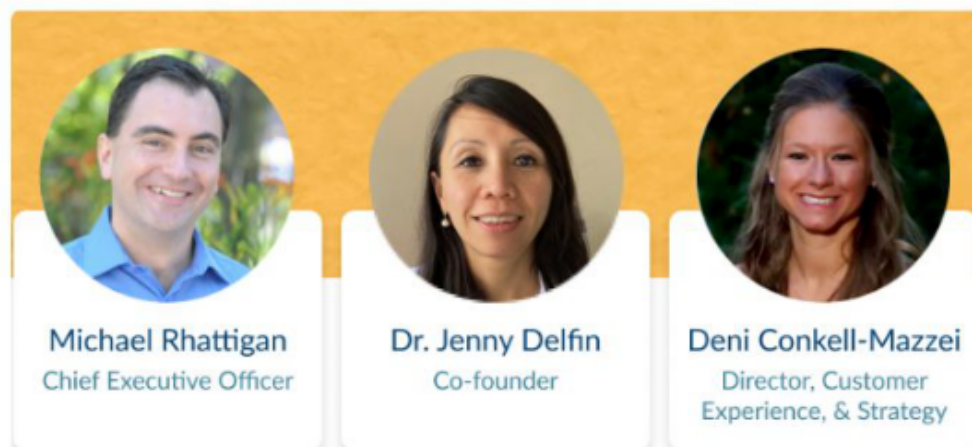 Michael Rhattigan
Chief Executive Officer
Dr. Jenny Delfin
Co-founder
Deni Conkell-Mazzei
Director, Customer
Experience, & Strategy